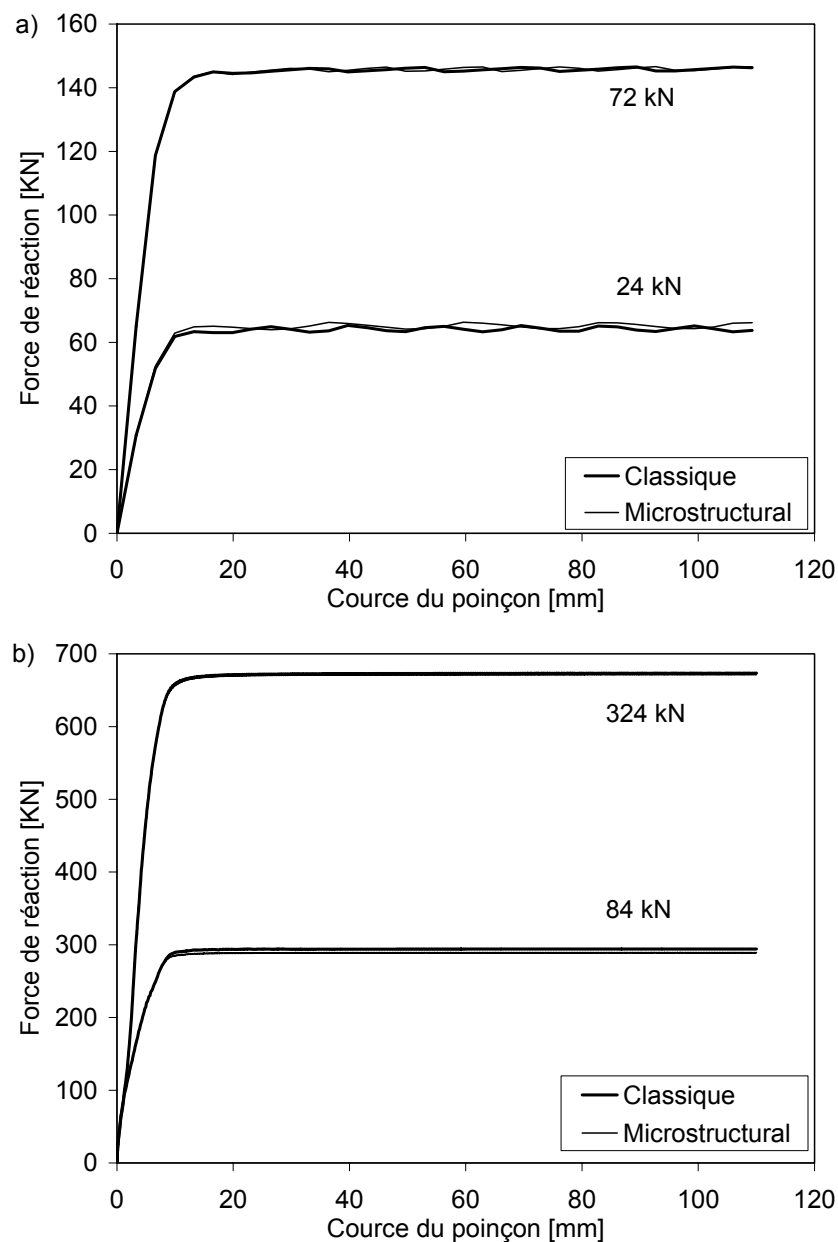 a)
160
140
120
100
80
60
40
20
0
Force de réaction [KN]
72 kN
24 kN
Classique
Microstructural
0 20 40 60 80 100 120
Cource du poinçon [mm]
b)
700
600
500
400
300
200
100
0
Force de réaction [KN]
324 kN
84 kN
Classique
Microstructural
0 20 40 60 80 100 120
Cource du poinçon [mm]